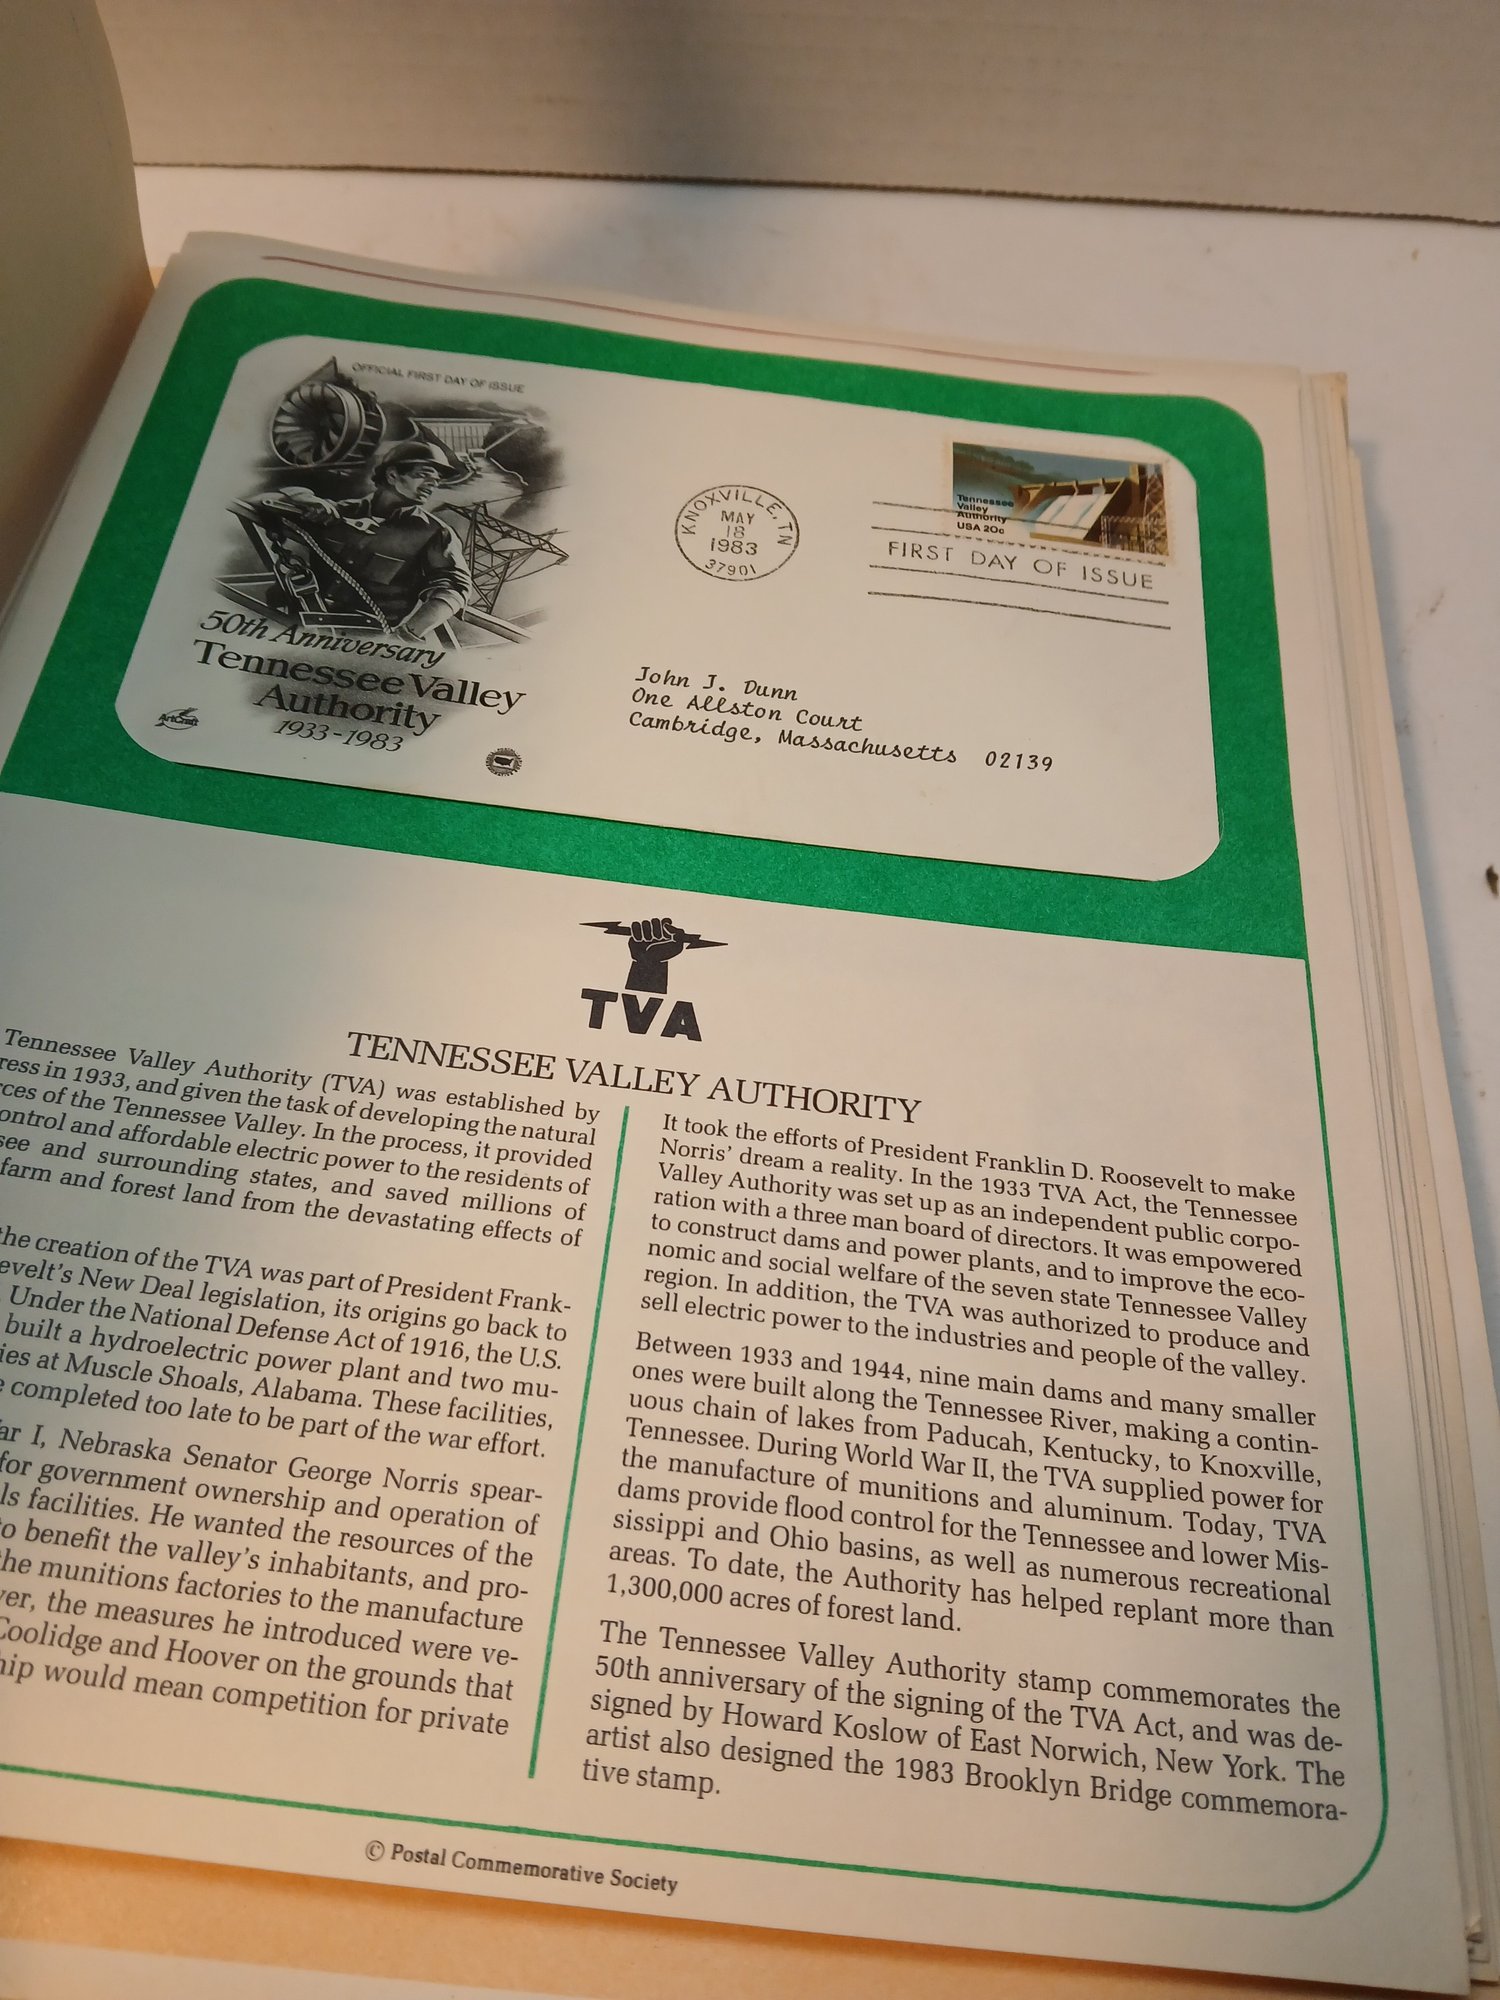 OFFICIAL FIRST DAY OF ISSUE
50th Anniversary
Tennessee Valley
Authority
1933-1983
ArtCraft
KNOXVILLE, TN
MAY
18
1983
37901
Tennessee
Valley
Authority
USA 20c
FIRST DAY OF ISSUE
John J. Dunn
One Allston Court
Cambridge, Massachusetts 02139
TVA
TENNESSEE VALLEY AUTHORITY
Tennessee Valley Authority (TVA) was established by
ress in 1933, and given the task of developing the natural
rces of the Tennessee Valley. In the process, it provided
ontrol and affordable electric power to the residents of
see and surrounding states, and saved millions of
farm and forest land from the devastating effects of
the creation of the TVA was part of President Frank-
evelt's New Deal legislation, its origins go back to
. Under the National Defense Act of 1916, the U.S.
built a hydroelectric power plant and two mu-
ies at Muscle Shoals, Alabama. These facilities,
e completed too late to be part of the war effort.
ar I, Nebraska Senator George Norris spear-
for government ownership and operation of
ls facilities. He wanted the resources of the
to benefit the valley's inhabitants, and pro-
the munitions factories to the manufacture
ver, the measures he introduced were ve-
Coolidge and Hoover on the grounds that
hip would mean competition for private
It took the efforts of President Franklin D. Roosevelt to make
Norris' dream a reality. In the 1933 TVA Act, the Tennessee
Valley Authority was set up as an independent public corpo-
ration with a three man board of directors. It was empowered
to construct dams and power plants, and to improve the eco-
nomic and social welfare of the seven state Tennessee Valley
region. In addition, the TVA was authorized to produce and
sell electric power to the industries and people of the valley.
Between 1933 and 1944, nine main dams and many smaller
ones were built along the Tennessee River, making a contin-
uous chain of lakes from Paducah, Kentucky, to Knoxville,
Tennessee. During World War II, the TVA supplied power for
the manufacture of munitions and aluminum. Today, TVA
dams provide flood control for the Tennessee and lower Mis-
sissippi and Ohio basins, as well as numerous recreational
areas. To date, the Authority has helped replant more than
1,300,000 acres of forest land.
The Tennessee Valley Authority stamp commemorates the
50th anniversary of the signing of the TVA Act, and was de-
signed by Howard Koslow of East Norwich, New York. The
artist also designed the 1983 Brooklyn Bridge commemora-
tive stamp.
© Postal Commemorative Society